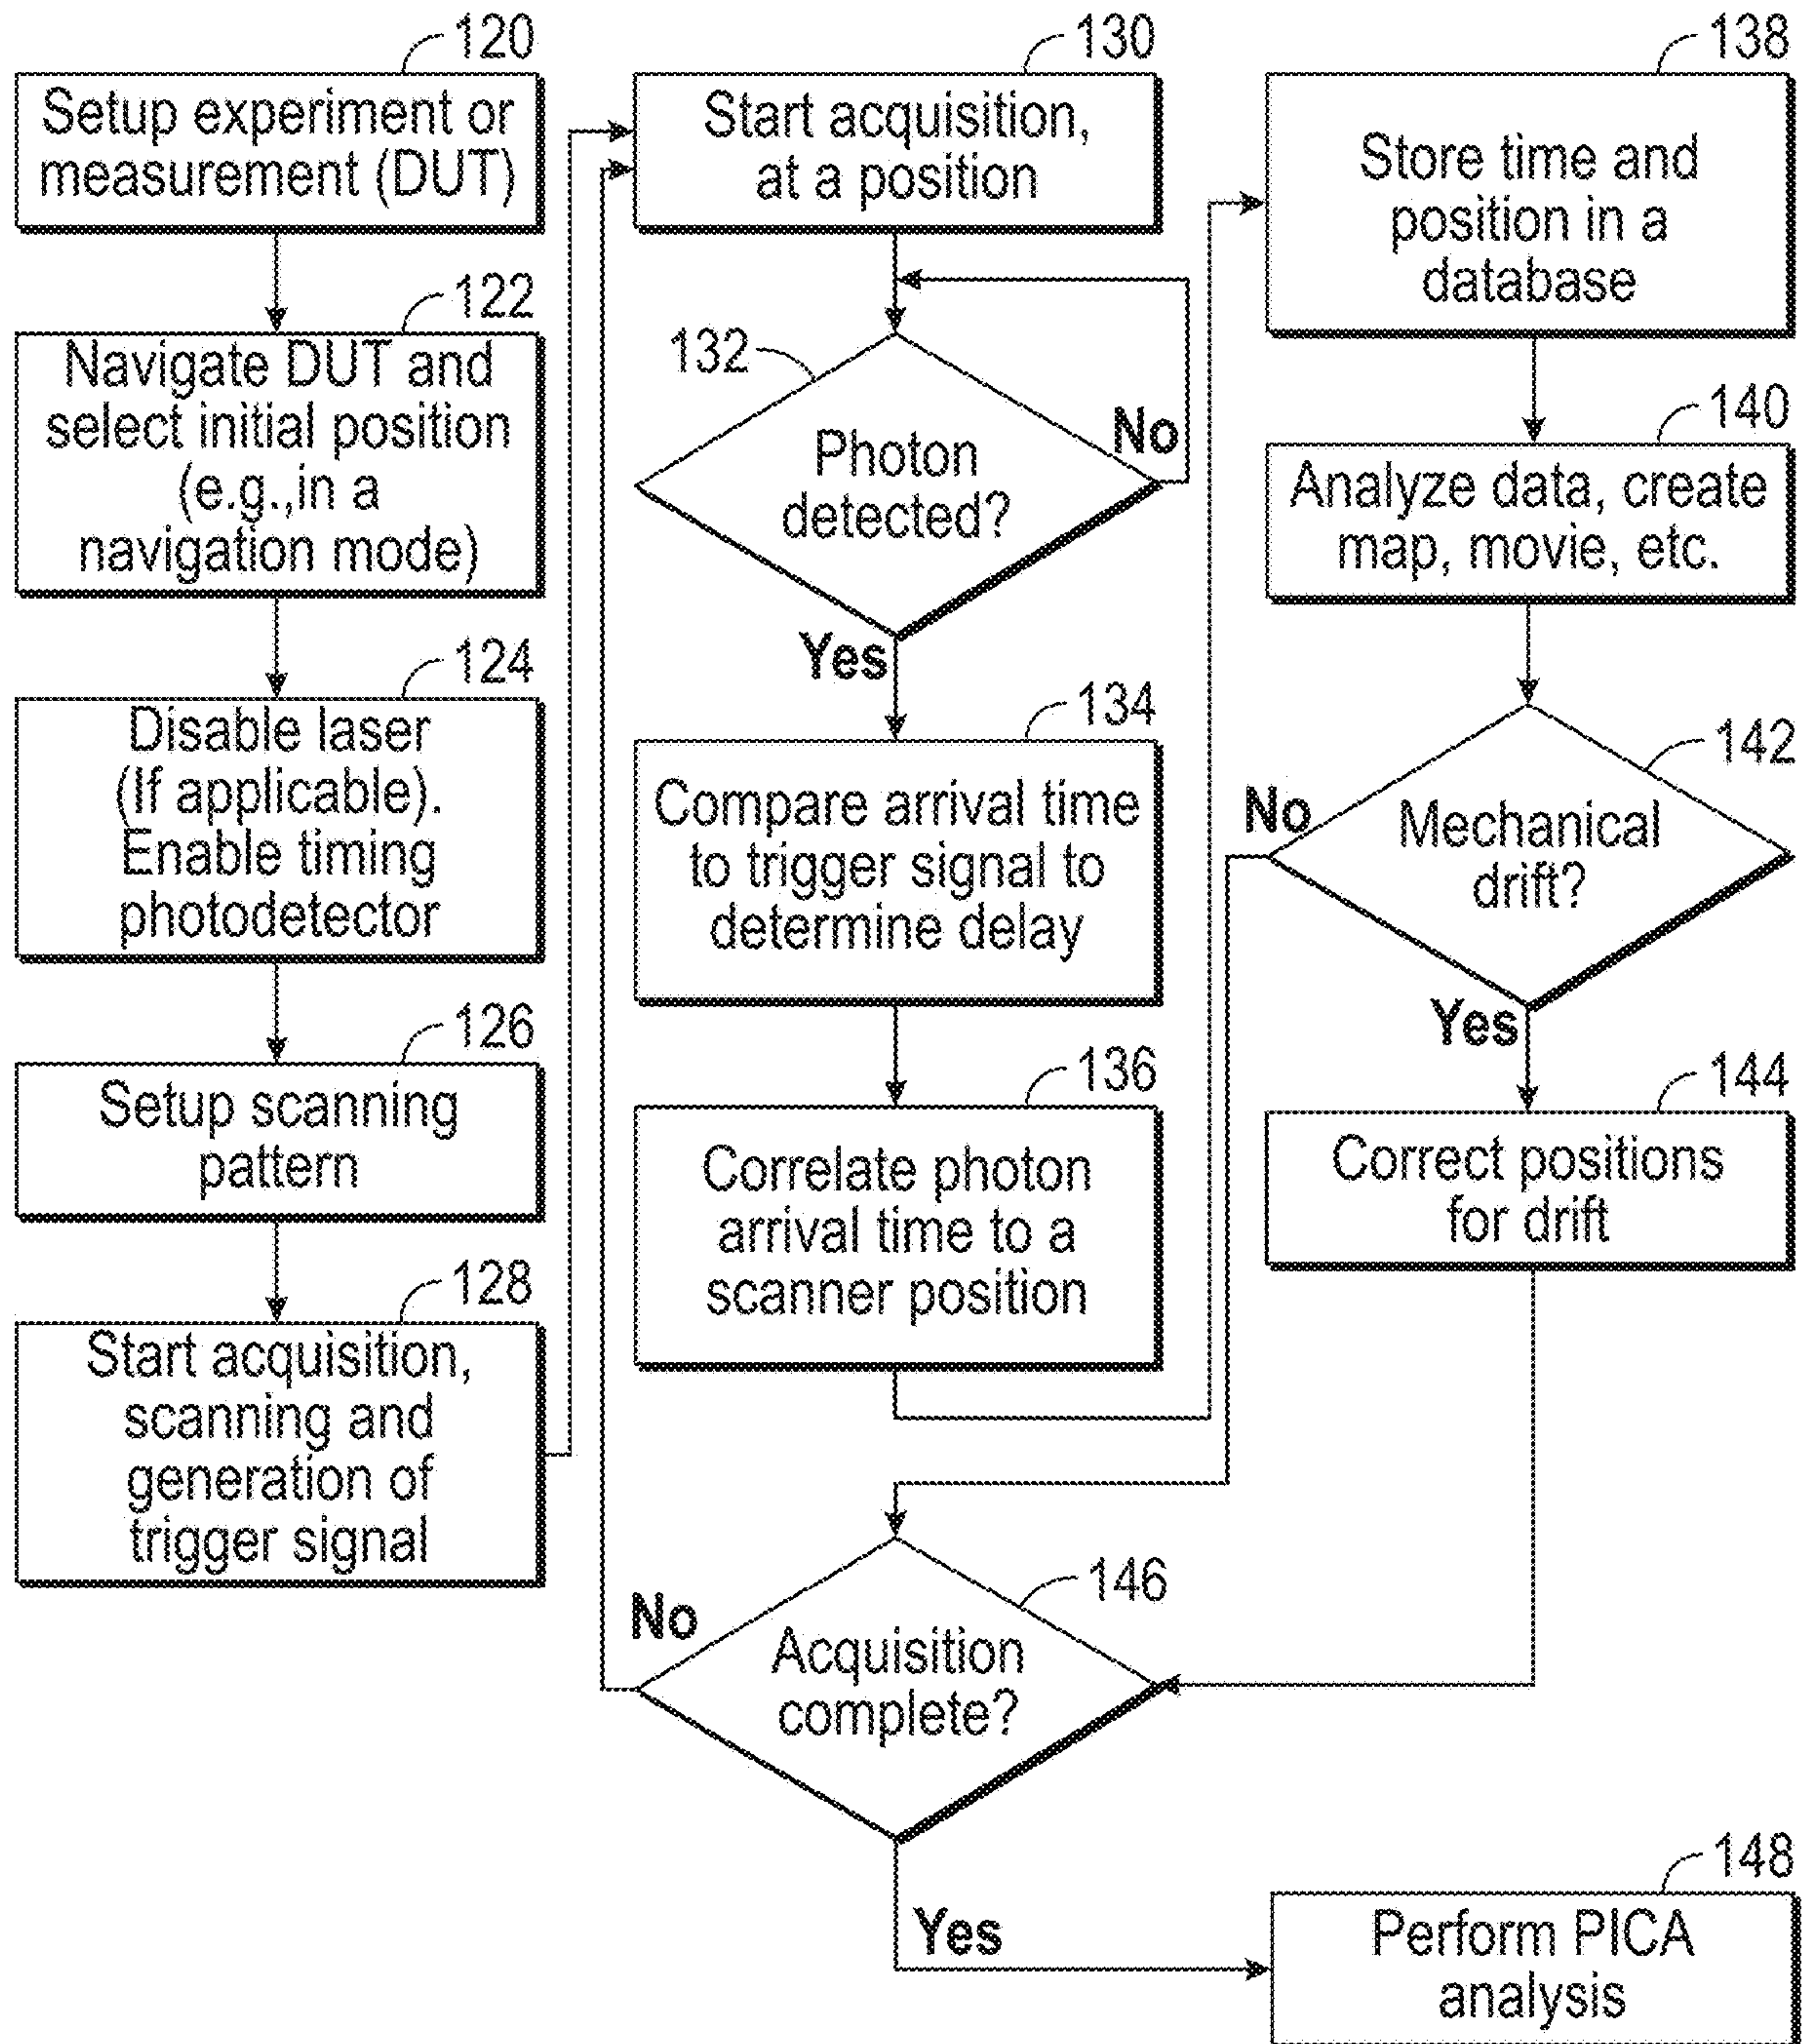 120
Setup experiment or
measurement (DUT)
122
Navigate DUT and
select initial position
(e.g.,in a
navigation mode)
124
Disable laser
(If applicable).
Enable timing
photodetector
126
Setup scanning
pattern
128
Start acquisition,
scanning and
generation of
trigger signal
130
Start acquisition,
at a position
132
Photon
detected?
No
Yes
134
Compare arrival time
to trigger signal to
determine delay
136
Correlate photon
arrival time to a
scanner position
138
Store time and
position in a
database
140
Analyze data, create
map, movie, etc.
142
Mechanical
drift?
No
Yes
144
Correct positions
for drift
146
Acquisition
complete?
No
Yes
148
Perform PICA
analysis